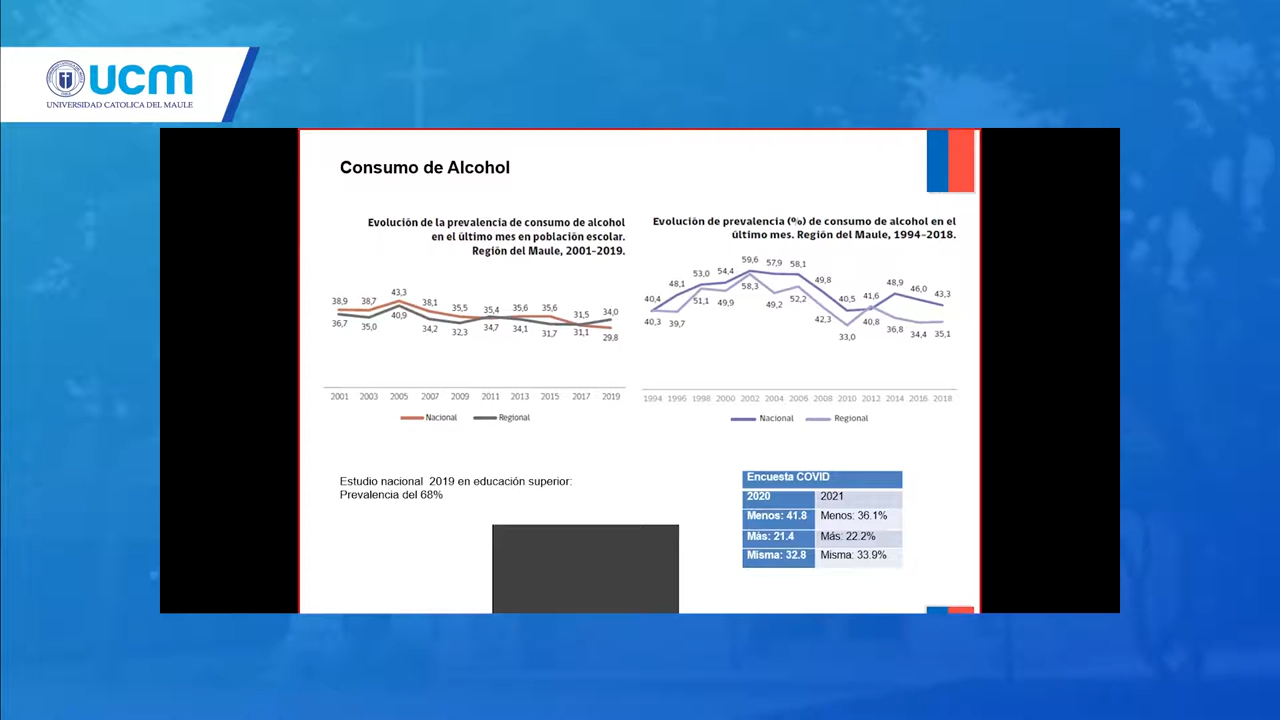 ucm
UNIVERSIDAD CATOLICA DEL MAULE
Consumo de Alcohol
Evolución de la prevalencia de consumo de alcohol
en el último mes en población escolar.
Región del Maule, 2001-2019.
38,9 38,7 43,3 38,1 35,5 35,4 35,6 35,6 31,5 34,0
36,7 35,0 40,9 34,2 32,3 34,7 34,1 31,7 31,1 29,8
2001 2003 2005 2007 2009 2011 2013 2015 2017 2019
Nacional Regional
Evolución de prevalencia (%) de consumo de alcohol en el
último mes. Región del Maule, 1994-2018.
40,4 48,1 53,0 54,4 59,6 57,9 58,1 49,8 40,5 41,6 48,9 46,0 43,3
40,3 39,7 51,1 49,9 58,3 49,2 52,2 42,3 33,0 40,8 36,8 34,4 35,1
1994 1996 1998 2000 2002 2004 2006 2008 2010 2012 2014 2016 2018
Nacional Regional
Estudio nacional 2019 en educación superior:
Prevalencia del 68%
Encuesta COVID
2020 2021
Menos: 41.8 Menos: 36.1%
Más: 21.4 Más: 22.2%
Misma: 32.8 Misma: 33.9%